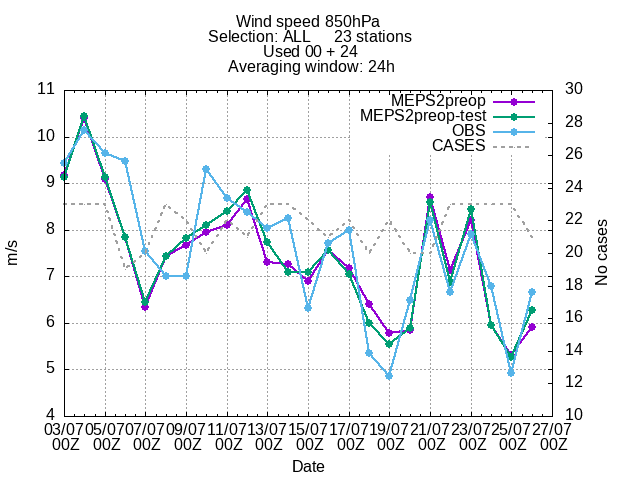 Wind speed 850hPa
Selection: ALL 23 stations
Used 00 + 24
Averaging window: 24h
11 30
MEPS2preop
MEPS2preop-test
OBS
CASES
10 28
9 26
8 24
7 22
6 20
5 18
4 16
14
12
10
m/s
No cases
03/07 05/07 07/07 09/07 11/07 13/07 15/07 17/07 19/07 21/07 23/07 25/07 27/07
00Z 00Z 00Z 00Z 00Z 00Z 00Z 00Z 00Z 00Z 00Z 00Z 00Z
Date